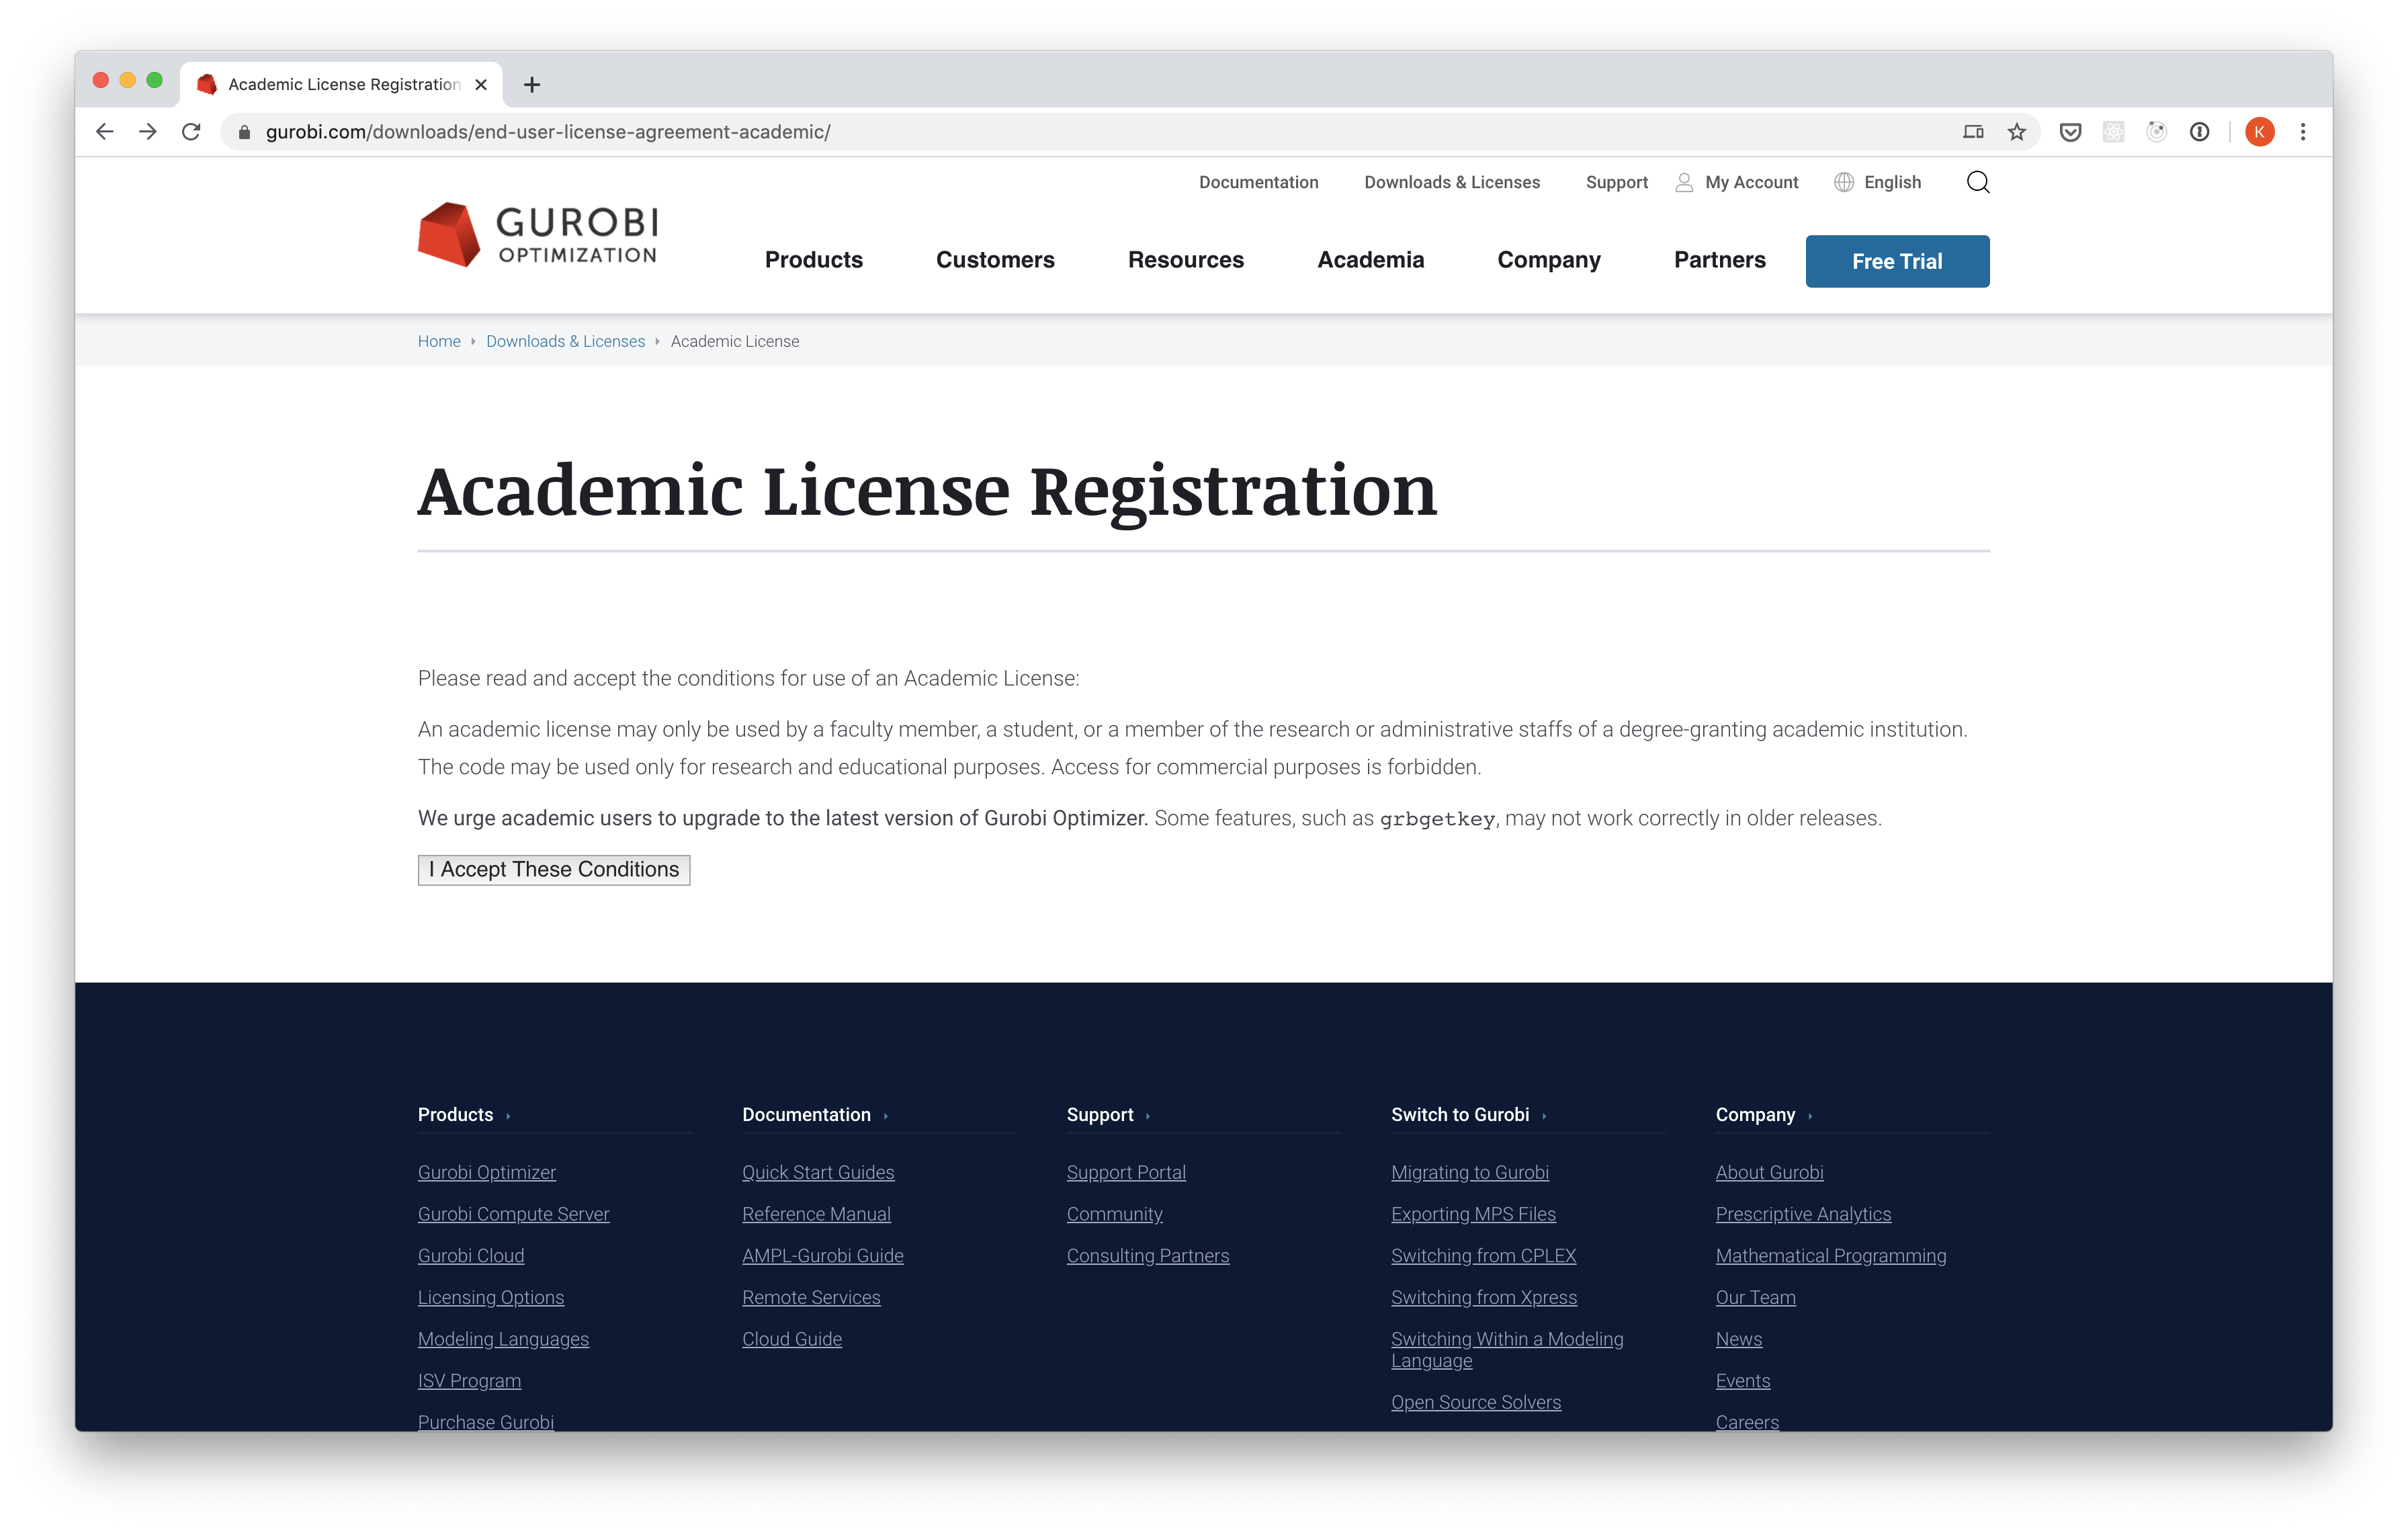 Academic License Registration
gurobi.com/downloads/end-user-license-agreement-academic/
K
Documentation Downloads & Licenses Support My Account English
GUROBI
OPTIMIZATION
Products Customers Resources Academia Company Partners Free Trial
Home Downloads & Licenses Academic License
Academic License Registration
Please read and accept the conditions for use of an Academic License:
An academic license may only be used by a faculty member, a student, or a member of the research or administrative staffs of a degree-granting academic institution.
The code may be used only for research and educational purposes. Access for commercial purposes is forbidden.
We urge academic users to upgrade to the latest version of Gurobi Optimizer. Some features, such as grbgetkey, may not work correctly in older releases.
I Accept These Conditions
Products
Gurobi Optimizer
Gurobi Compute Server
Gurobi Cloud
Licensing Options
Modeling Languages
ISV Program
Purchase Gurobi
Documentation
Quick Start Guides
Reference Manual
AMPL-Gurobi Guide
Remote Services
Cloud Guide
Support
Support Portal
Community
Consulting Partners
Switch to Gurobi
Migrating to Gurobi
Exporting MPS Files
Switching from CPLEX
Switching from Xpress
Switching Within a Modeling
Language
Open Source Solvers
Company
About Gurobi
Prescriptive Analytics
Mathematical Programming
Our Team
News
Events
Careers